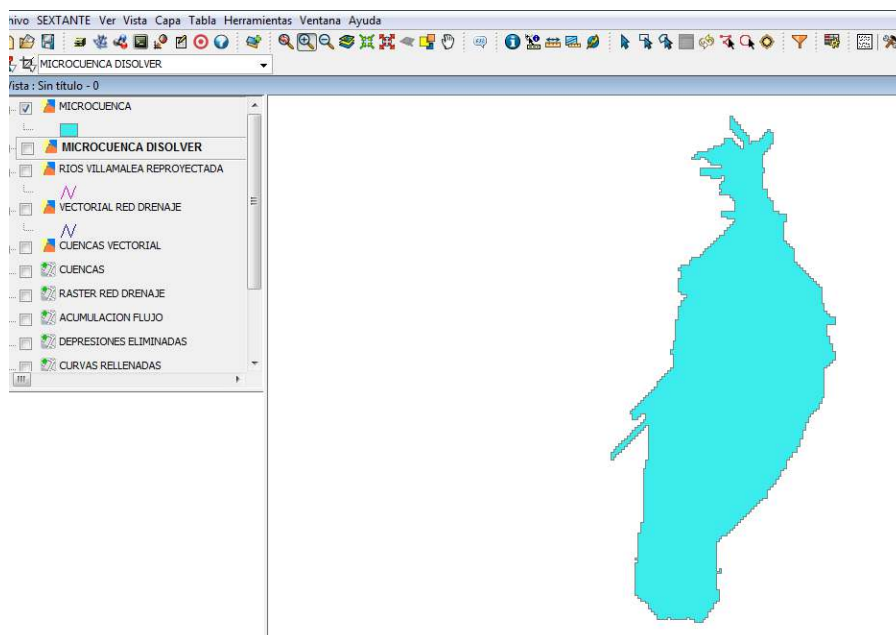 hivo SEXTANTE Ver Vista Capa Tabla Herramientas Ventana Ayuda
MICROCUENCA DISOLVER
Vista : Sin título - 0
MICROCUENCA
MICROCUENCA DISOLVER
RIOS VILLAMALEA REPROYECTADA
VECTORIAL RED DRENAJE
CUENCAS VECTORIAL
CUENCAS
RASTER RED DRENAJE
ACUMULACION FLUJO
DEPRESIONES ELIMINADAS
CURVAS RELLENADAS